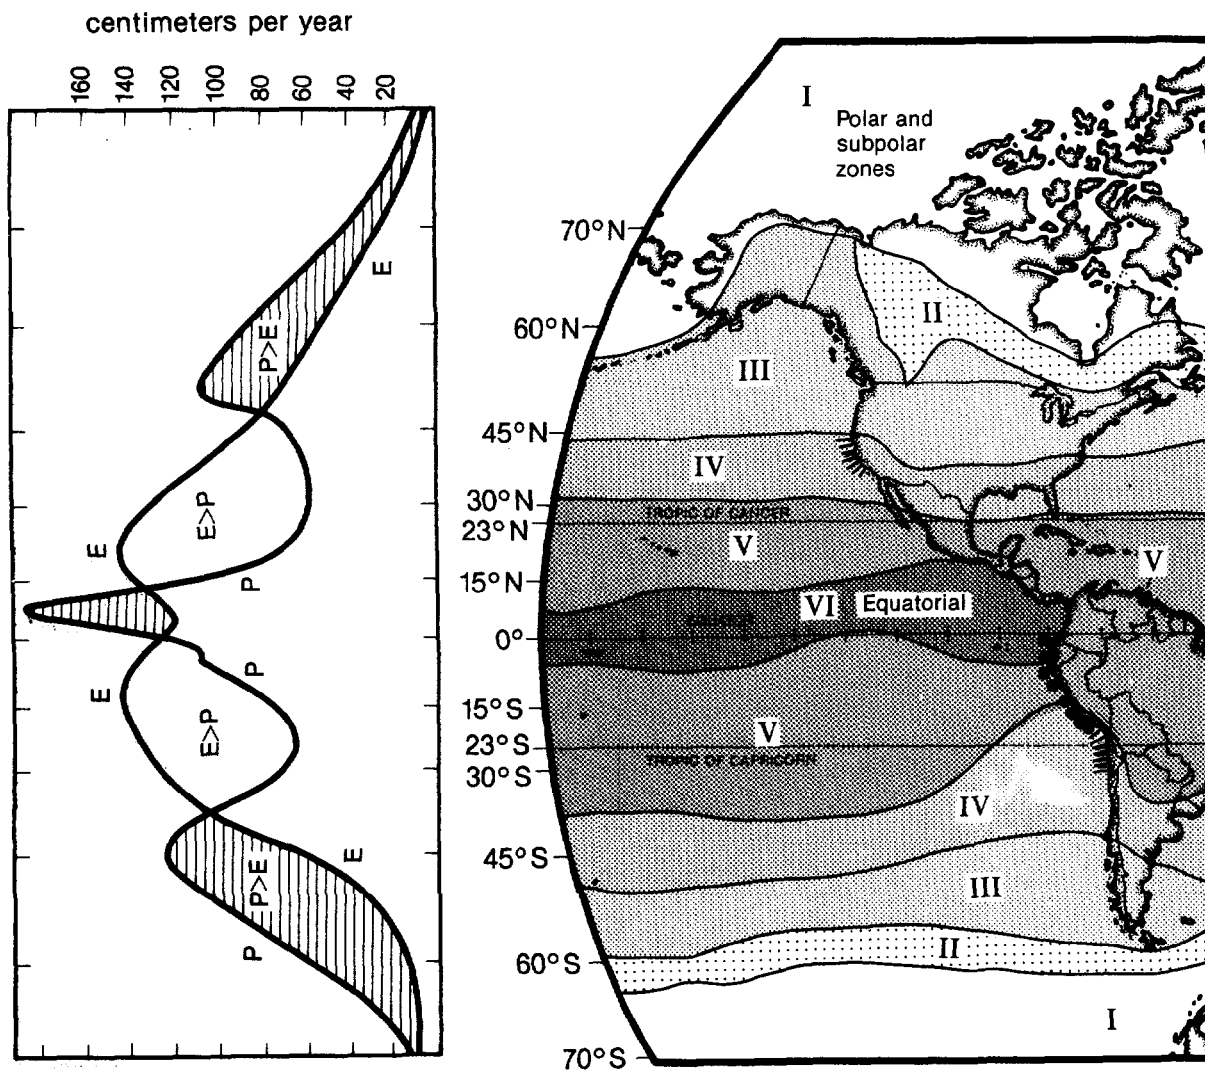 centimeters per year
160
140
120
100
80
60
40
20
E
P>E
E>P
E
P
P
E
E>P
E
P>E
P
I
Polar and
subpolar
zones
70°N
II
60°N
III
45°N
IV
30°N
TROPIC OF CANCER
23°N
V
V
15°N
VI
Equatorial
EQUATOR
0°
15°S
V
23°S
TROPIC OF CAPRICORN
30°S
IV
45°S
III
II
60°S
I
70°S